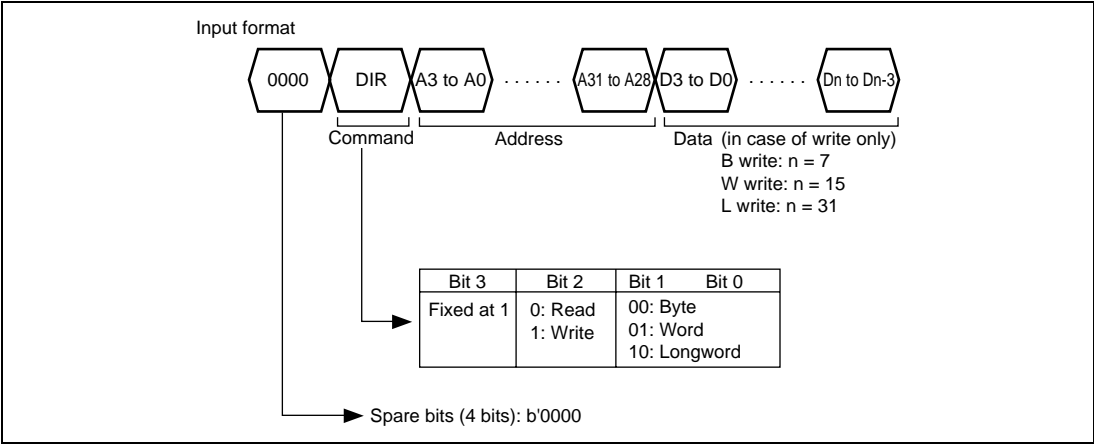 Input format
0000 DIR A3 to A0 · · · · · · A31 to A28 D3 to D0 · · · · · · Dn to Dn-3
Command Address Data (in case of write only)
B write: n = 7
W write: n = 15
L write: n = 31
Bit 3 Bit 2 Bit 1 Bit 0
Fixed at 1 0: Read 00: Byte
1: Write 01: Word
10: Longword
Spare bits (4 bits): b'0000